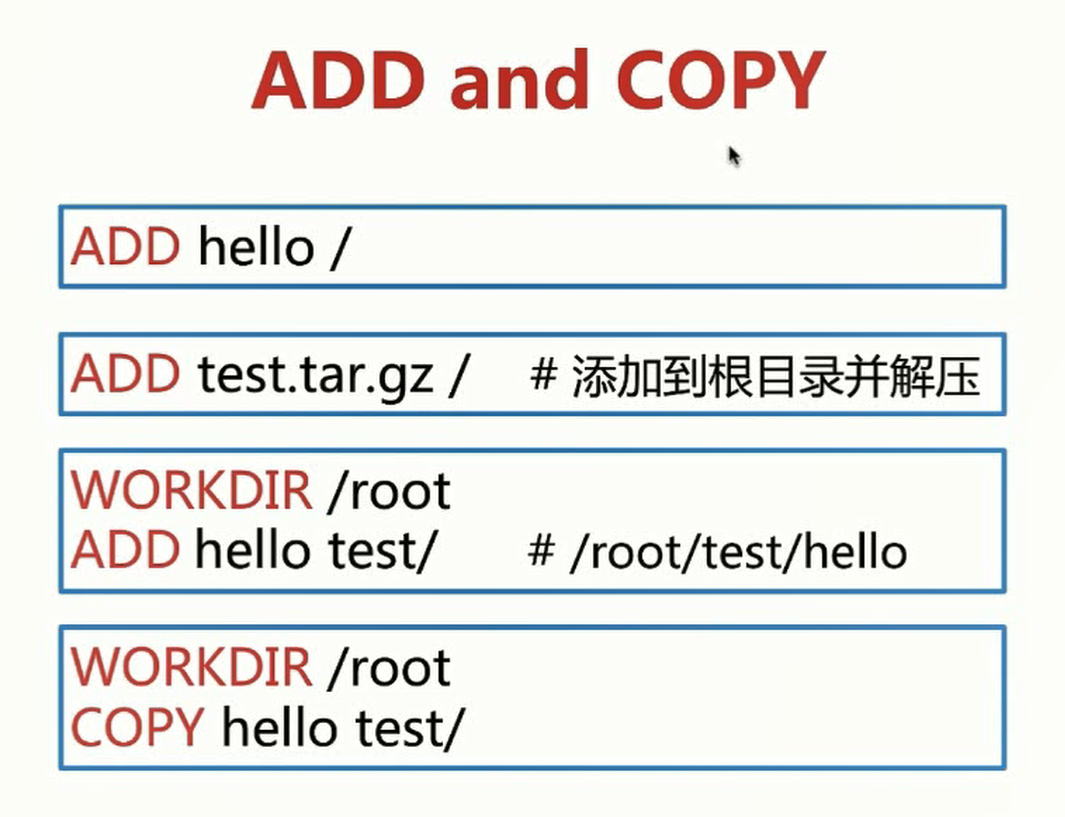 ADD and COPY
ADD hello /
ADD test.tar.gz / # 添加到根目录并解压
WORKDIR /root
ADD hello test/ # /root/test/hello
WORKDIR /root
COPY hello test/